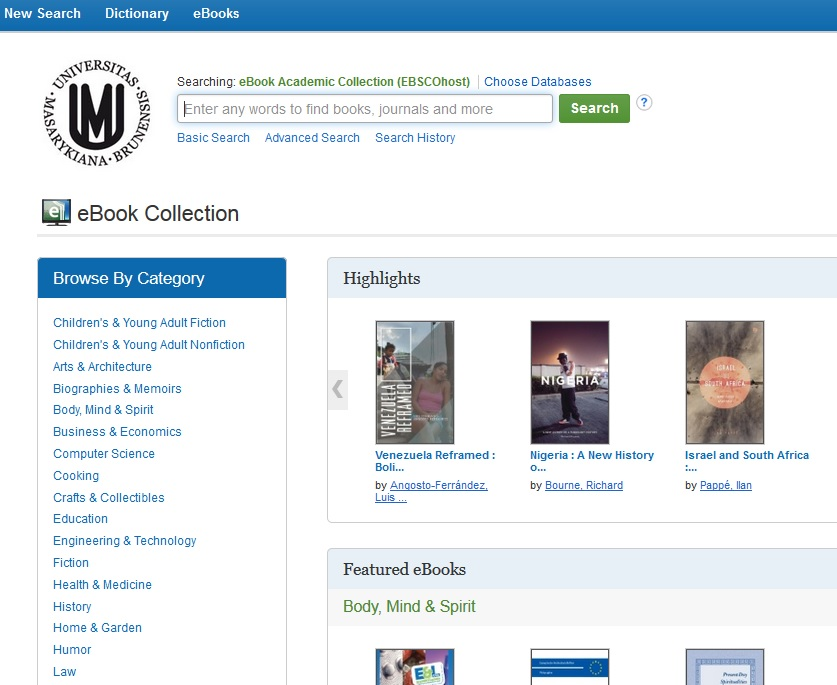 New Search Dictionary eBooks
UNIVERSITAS · MASARYKIANA · BRUNENSIS ·
Searching: eBook Academic Collection (EBSCOhost) | Choose Databases
Enter any words to find books, journals and more
Search
?
Basic Search Advanced Search Search History
eBook Collection
Browse By Category
Children's & Young Adult Fiction
Children's & Young Adult Nonfiction
Arts & Architecture
Biographies & Memoirs
Body, Mind & Spirit
Business & Economics
Computer Science
Cooking
Crafts & Collectibles
Education
Engineering & Technology
Fiction
Health & Medicine
History
Home & Garden
Humor
Law
Highlights
VENEZUELA
REFRAMED
NIGERIA
ISRAEL
SOUTH AFRICA
Venezuela Reframed :
Boli...
by Angosto-Ferrández,
Luis ...
Nigeria : A New History
o...
by Bourne, Richard
Israel and South Africa
:...
by Pappé, Ilan
Featured eBooks
Body, Mind & Spirit
Present-Day
Spiritualities